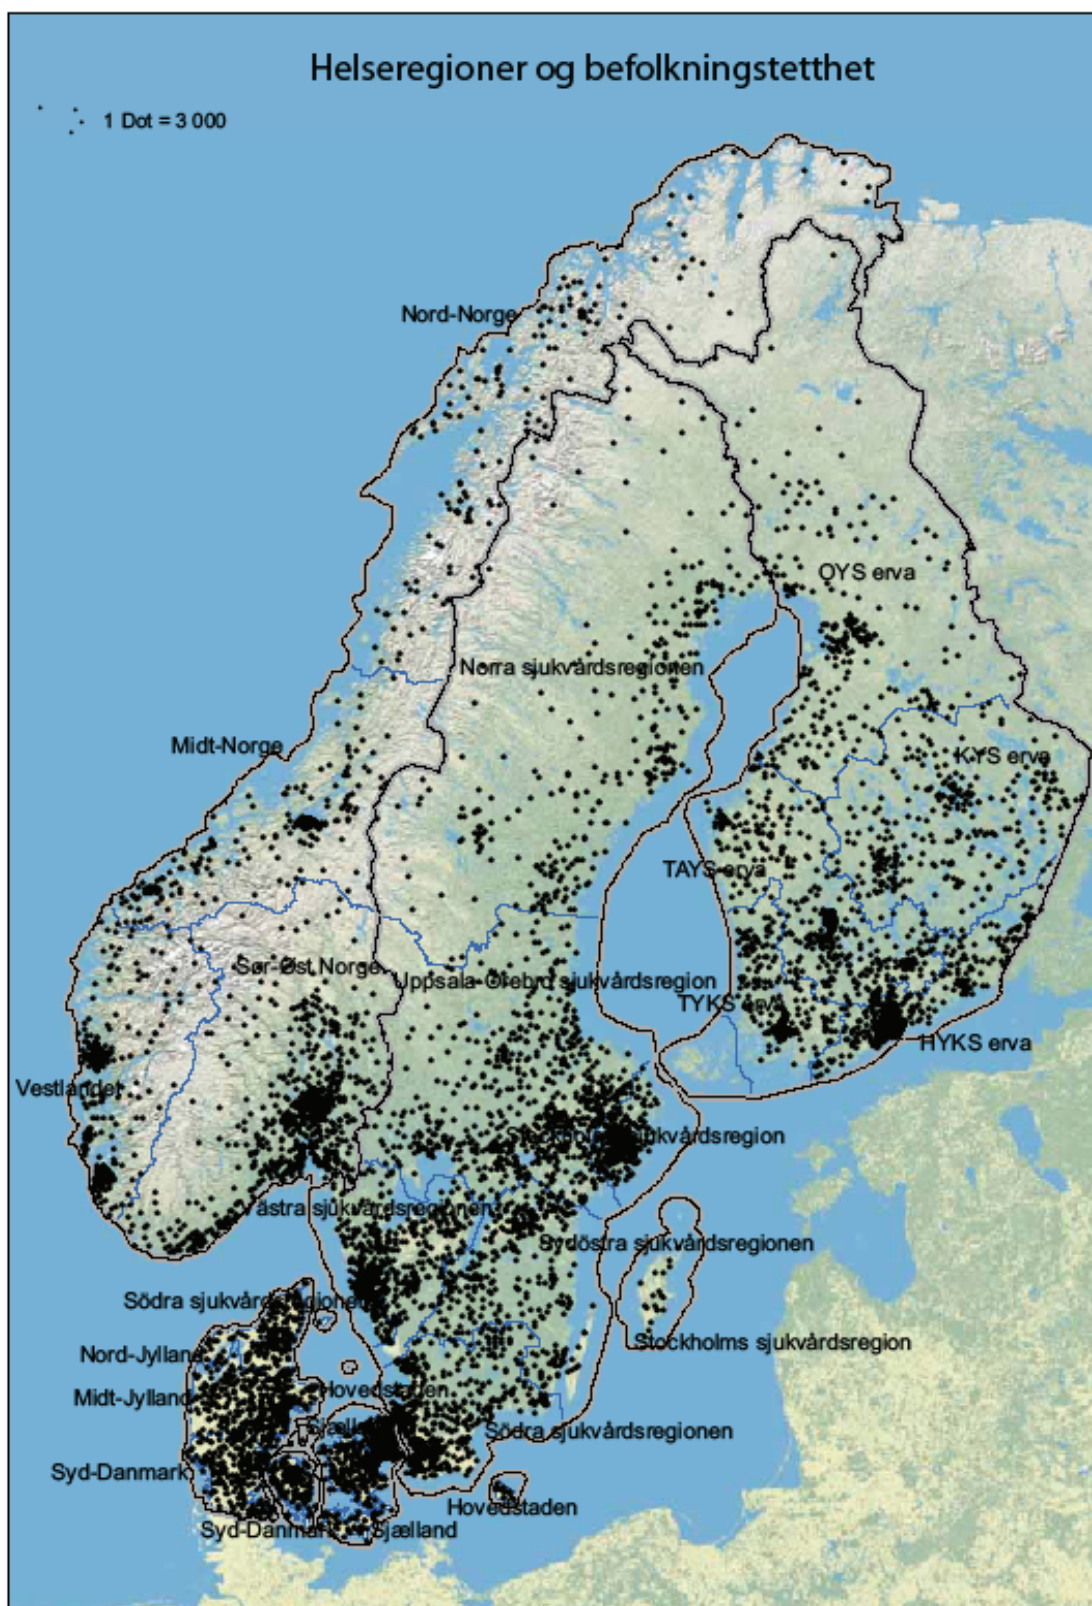 Helseregioner og befolkningstetthet
1 Dot = 3 000
Nord-Norge
OYS erva
Norra sjukvårdsregionen
Midt-Norge
KYS erva
TAYS erva
Sør-Øst Norge
Uppsala-Örebro sjukvårdsregion
TYKS erva
HYKS erva
Vestlandet
Stockholms sjukvårdsregion
Västra sjukvårdsregionen
Sydöstra sjukvårdsregionen
Södra sjukvårdsregionen
Stockholms sjukvårdsregion
Nord-Jylland
Midt-Jylland
Hovedstaden
Sjælland
Södra sjukvårdsregionen
Syd-Danmark
Hovedstaden
Syd-Danmark
Sjælland